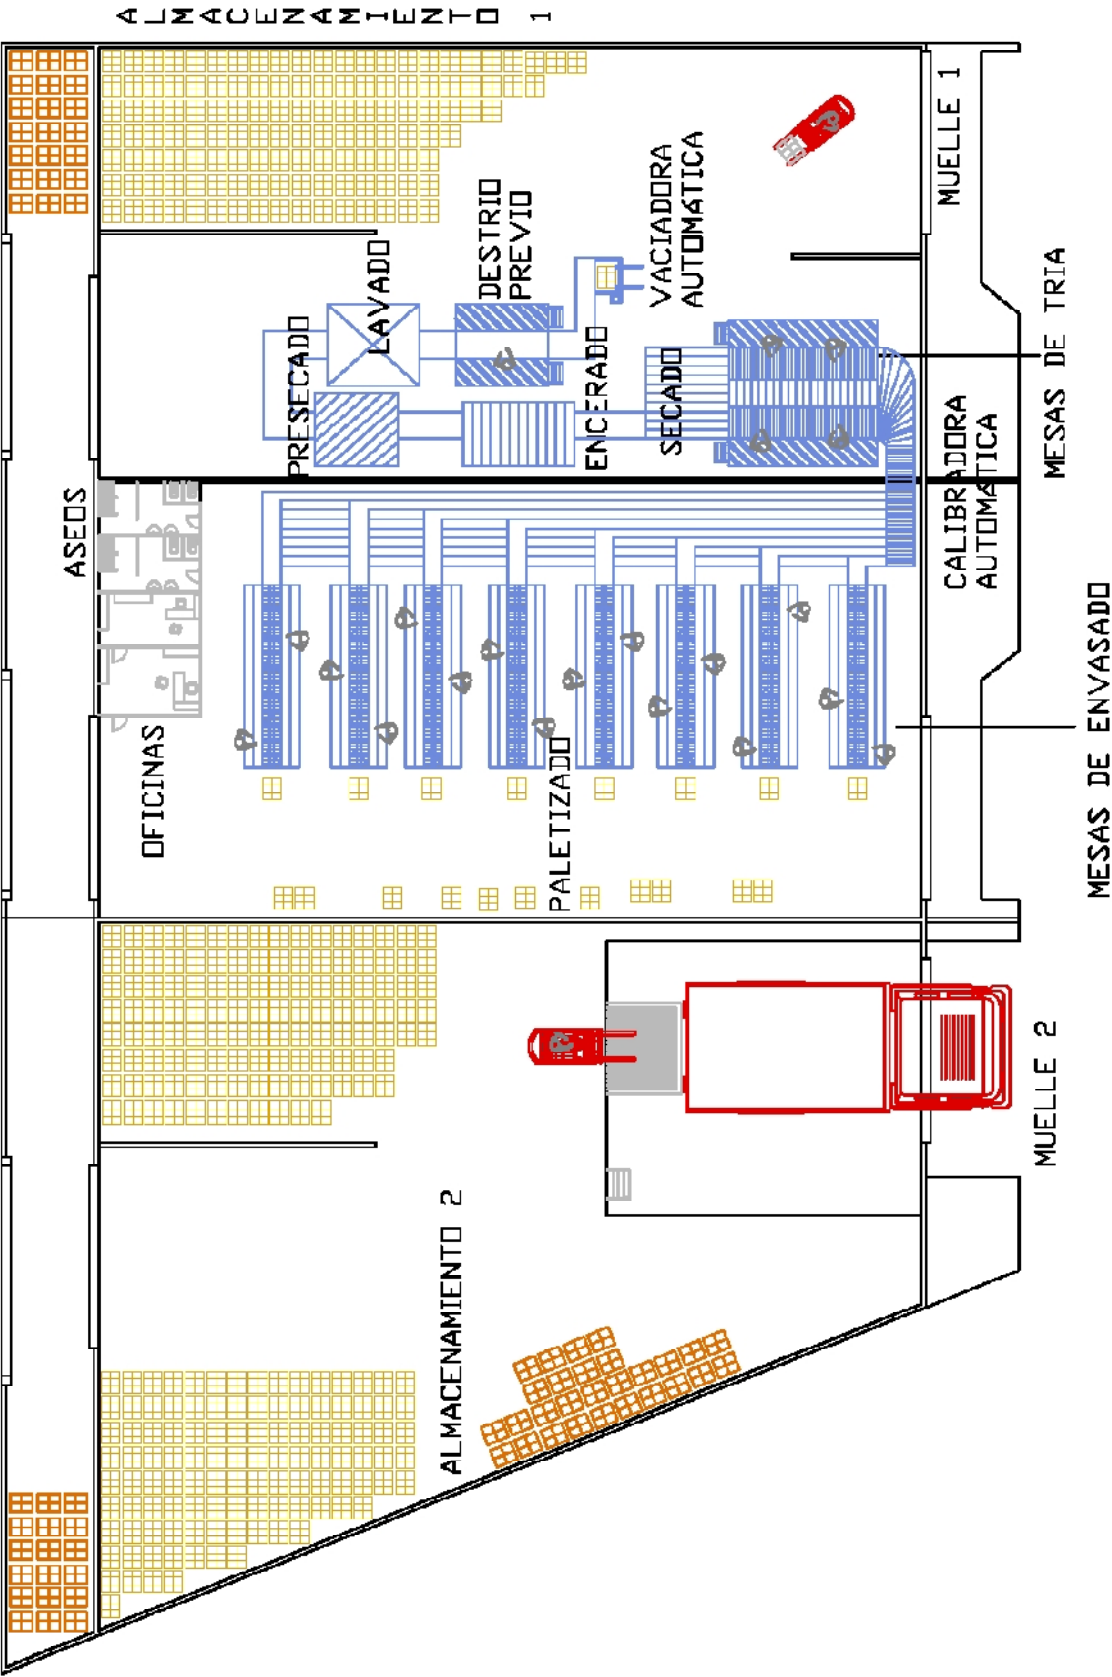 ALMACENAMIENTO 1
MUELLE 1
VACIADORA
AUTOMATICA
DESTRIO
PREVIO
LAVADO
PRESECADO
ENCERADO
SECADO
MESAS DE TRIA
CALIBRADORA
AUTOMATICA
ASEOS
OFICINAS
PALETIZADO
MESAS DE ENVASADO
MUELLE 2
ALMACENAMIENTO 2